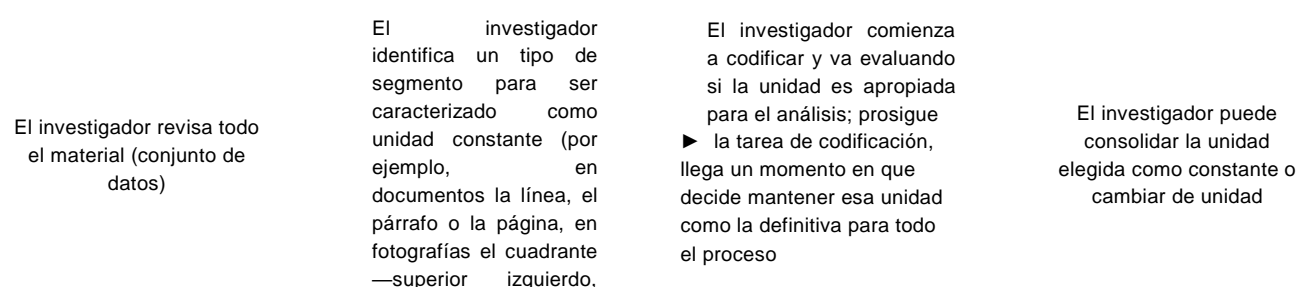 El investigador revisa todo
el material (conjunto de
datos)
El investigador
identifica un tipo de
segmento para ser
caracterizado como
unidad constante (por
ejemplo, en
documentos la línea, el
párrafo o la página, en
fotografías el cuadrante
—superior izquierdo,
El investigador comienza
a codificar y va evaluando
si la unidad es apropiada
para el análisis; prosigue
► la tarea de codificación,
llega un momento en que
decide mantener esa unidad
como la definitiva para todo
el proceso
El investigador puede
consolidar la unidad
elegida como constante o
cambiar de unidad